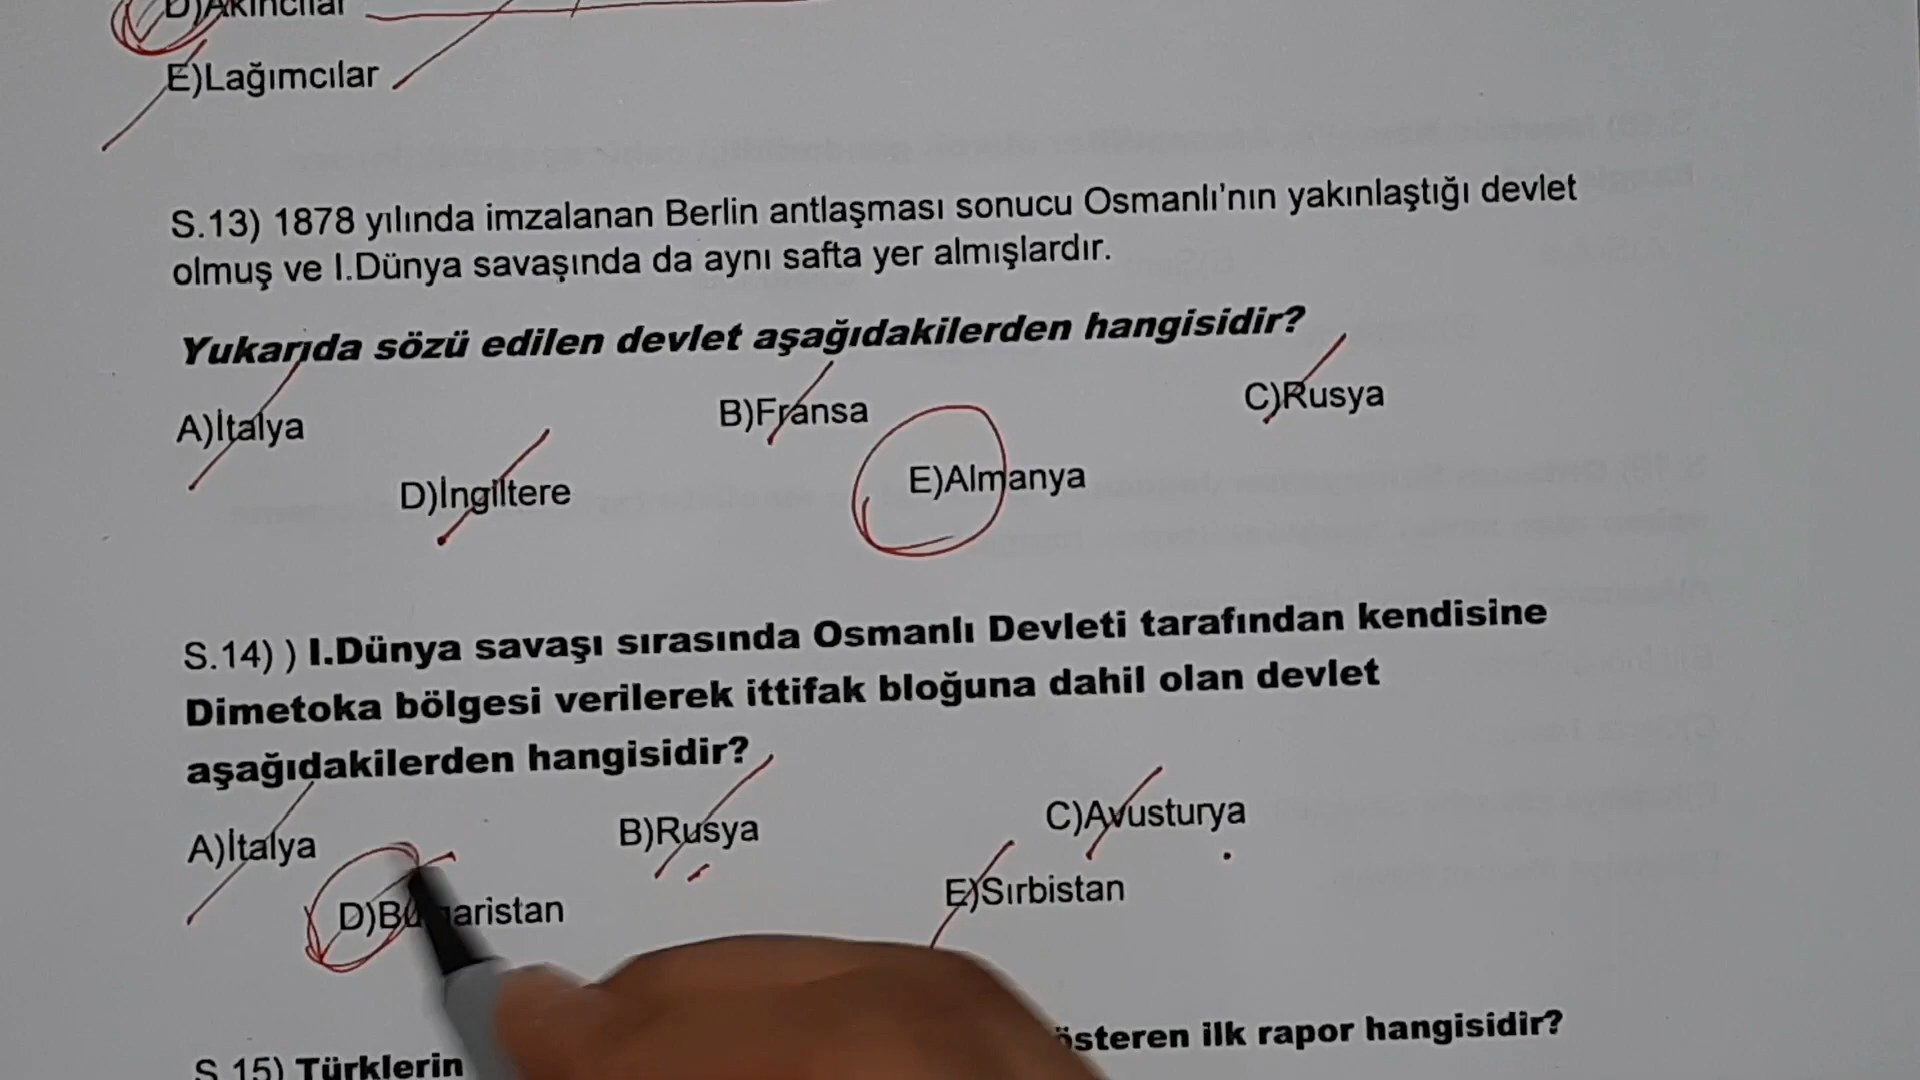 D)Akıncılar
E)Lağımcılar
S.13) 1878 yılında imzalanan Berlin antlaşması sonucu Osmanlı'nın yakınlaştığı devlet
olmuş ve I.Dünya savaşında da aynı safta yer almışlardır.
Yukarıda sözü edilen devlet aşağıdakilerden hangisidir?
A)İtalya B)Fransa C)Rusya
D)İngiltere E)Almanya
S.14) ) I.Dünya savaşı sırasında Osmanlı Devleti tarafından kendisine
Dimetoka bölgesi verilerek ittifak bloğuna dahil olan devlet
aşağıdakilerden hangisidir?
A)İtalya B)Rusya C)Avusturya
D) E)Sırbistan
S.15) Türklerin ilk rapor hangisidir?